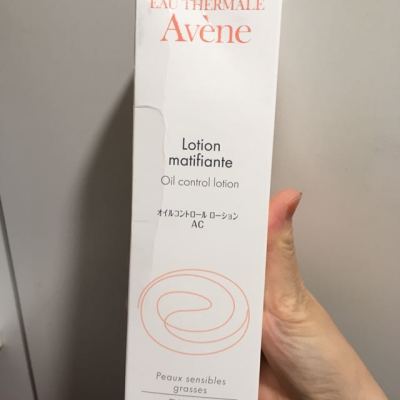 EAU THERMALE
Avène
Lotion
matifiante
Oil control lotion
オイルコントロール ローション
AC
Peaux sensibles
grasses